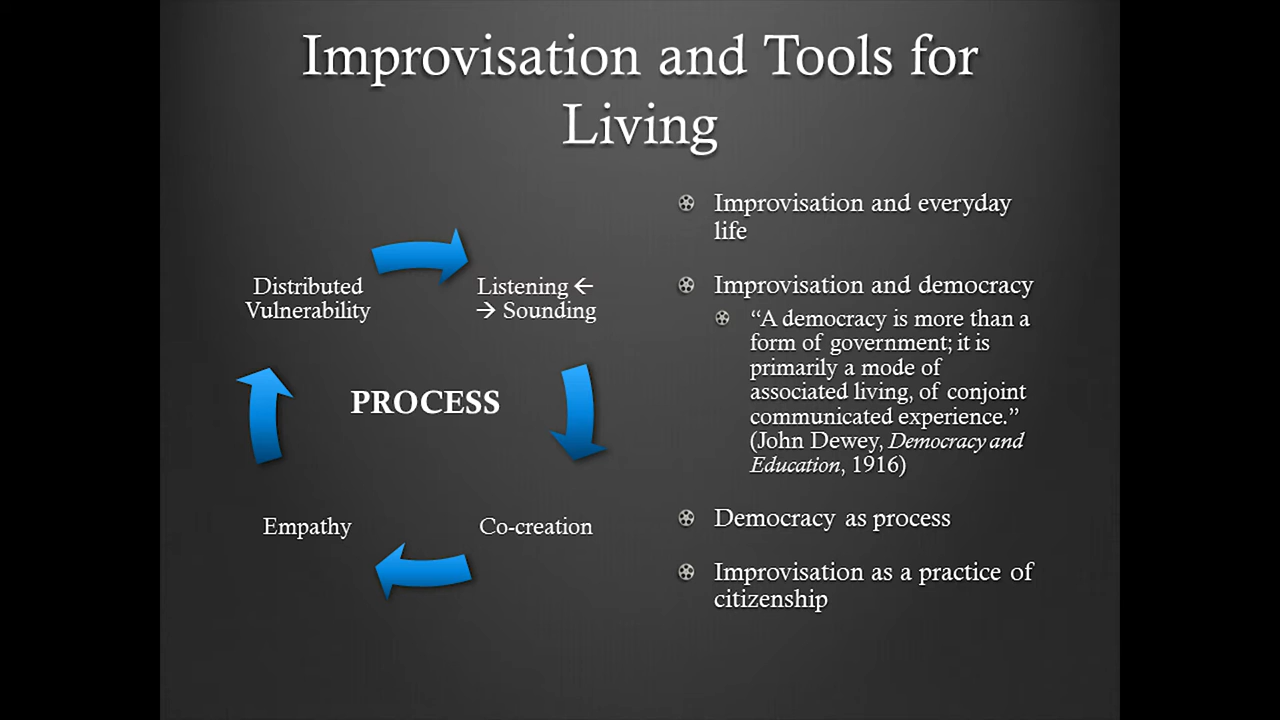 Improvisation and Tools for
Living
Distributed
Vulnerability
Listening ←
→ Sounding
PROCESS
Empathy
Co-creation
Improvisation and everyday
life
Improvisation and democracy
“A democracy is more than a
form of government; it is
primarily a mode of
associated living, of conjoint
communicated experience.”
(John Dewey, Democracy and
Education, 1916)
Democracy as process
Improvisation as a practice of
citizenship